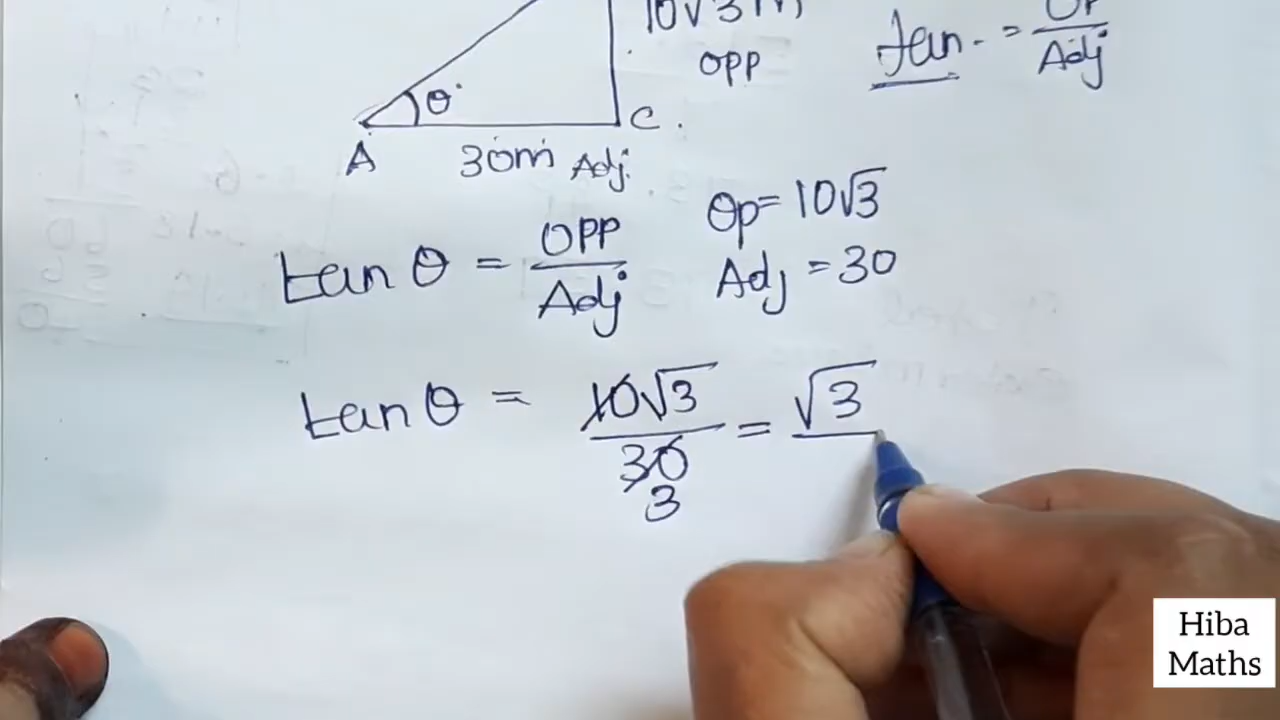 10√3 m
OPP
tan. = OP/Adj
θ
A
C.
30m Adj.
tan θ = OPP/Adj
Op = 10√3
Adj = 30
tan θ = 10√3/30 = √3
3
Hiba
Maths